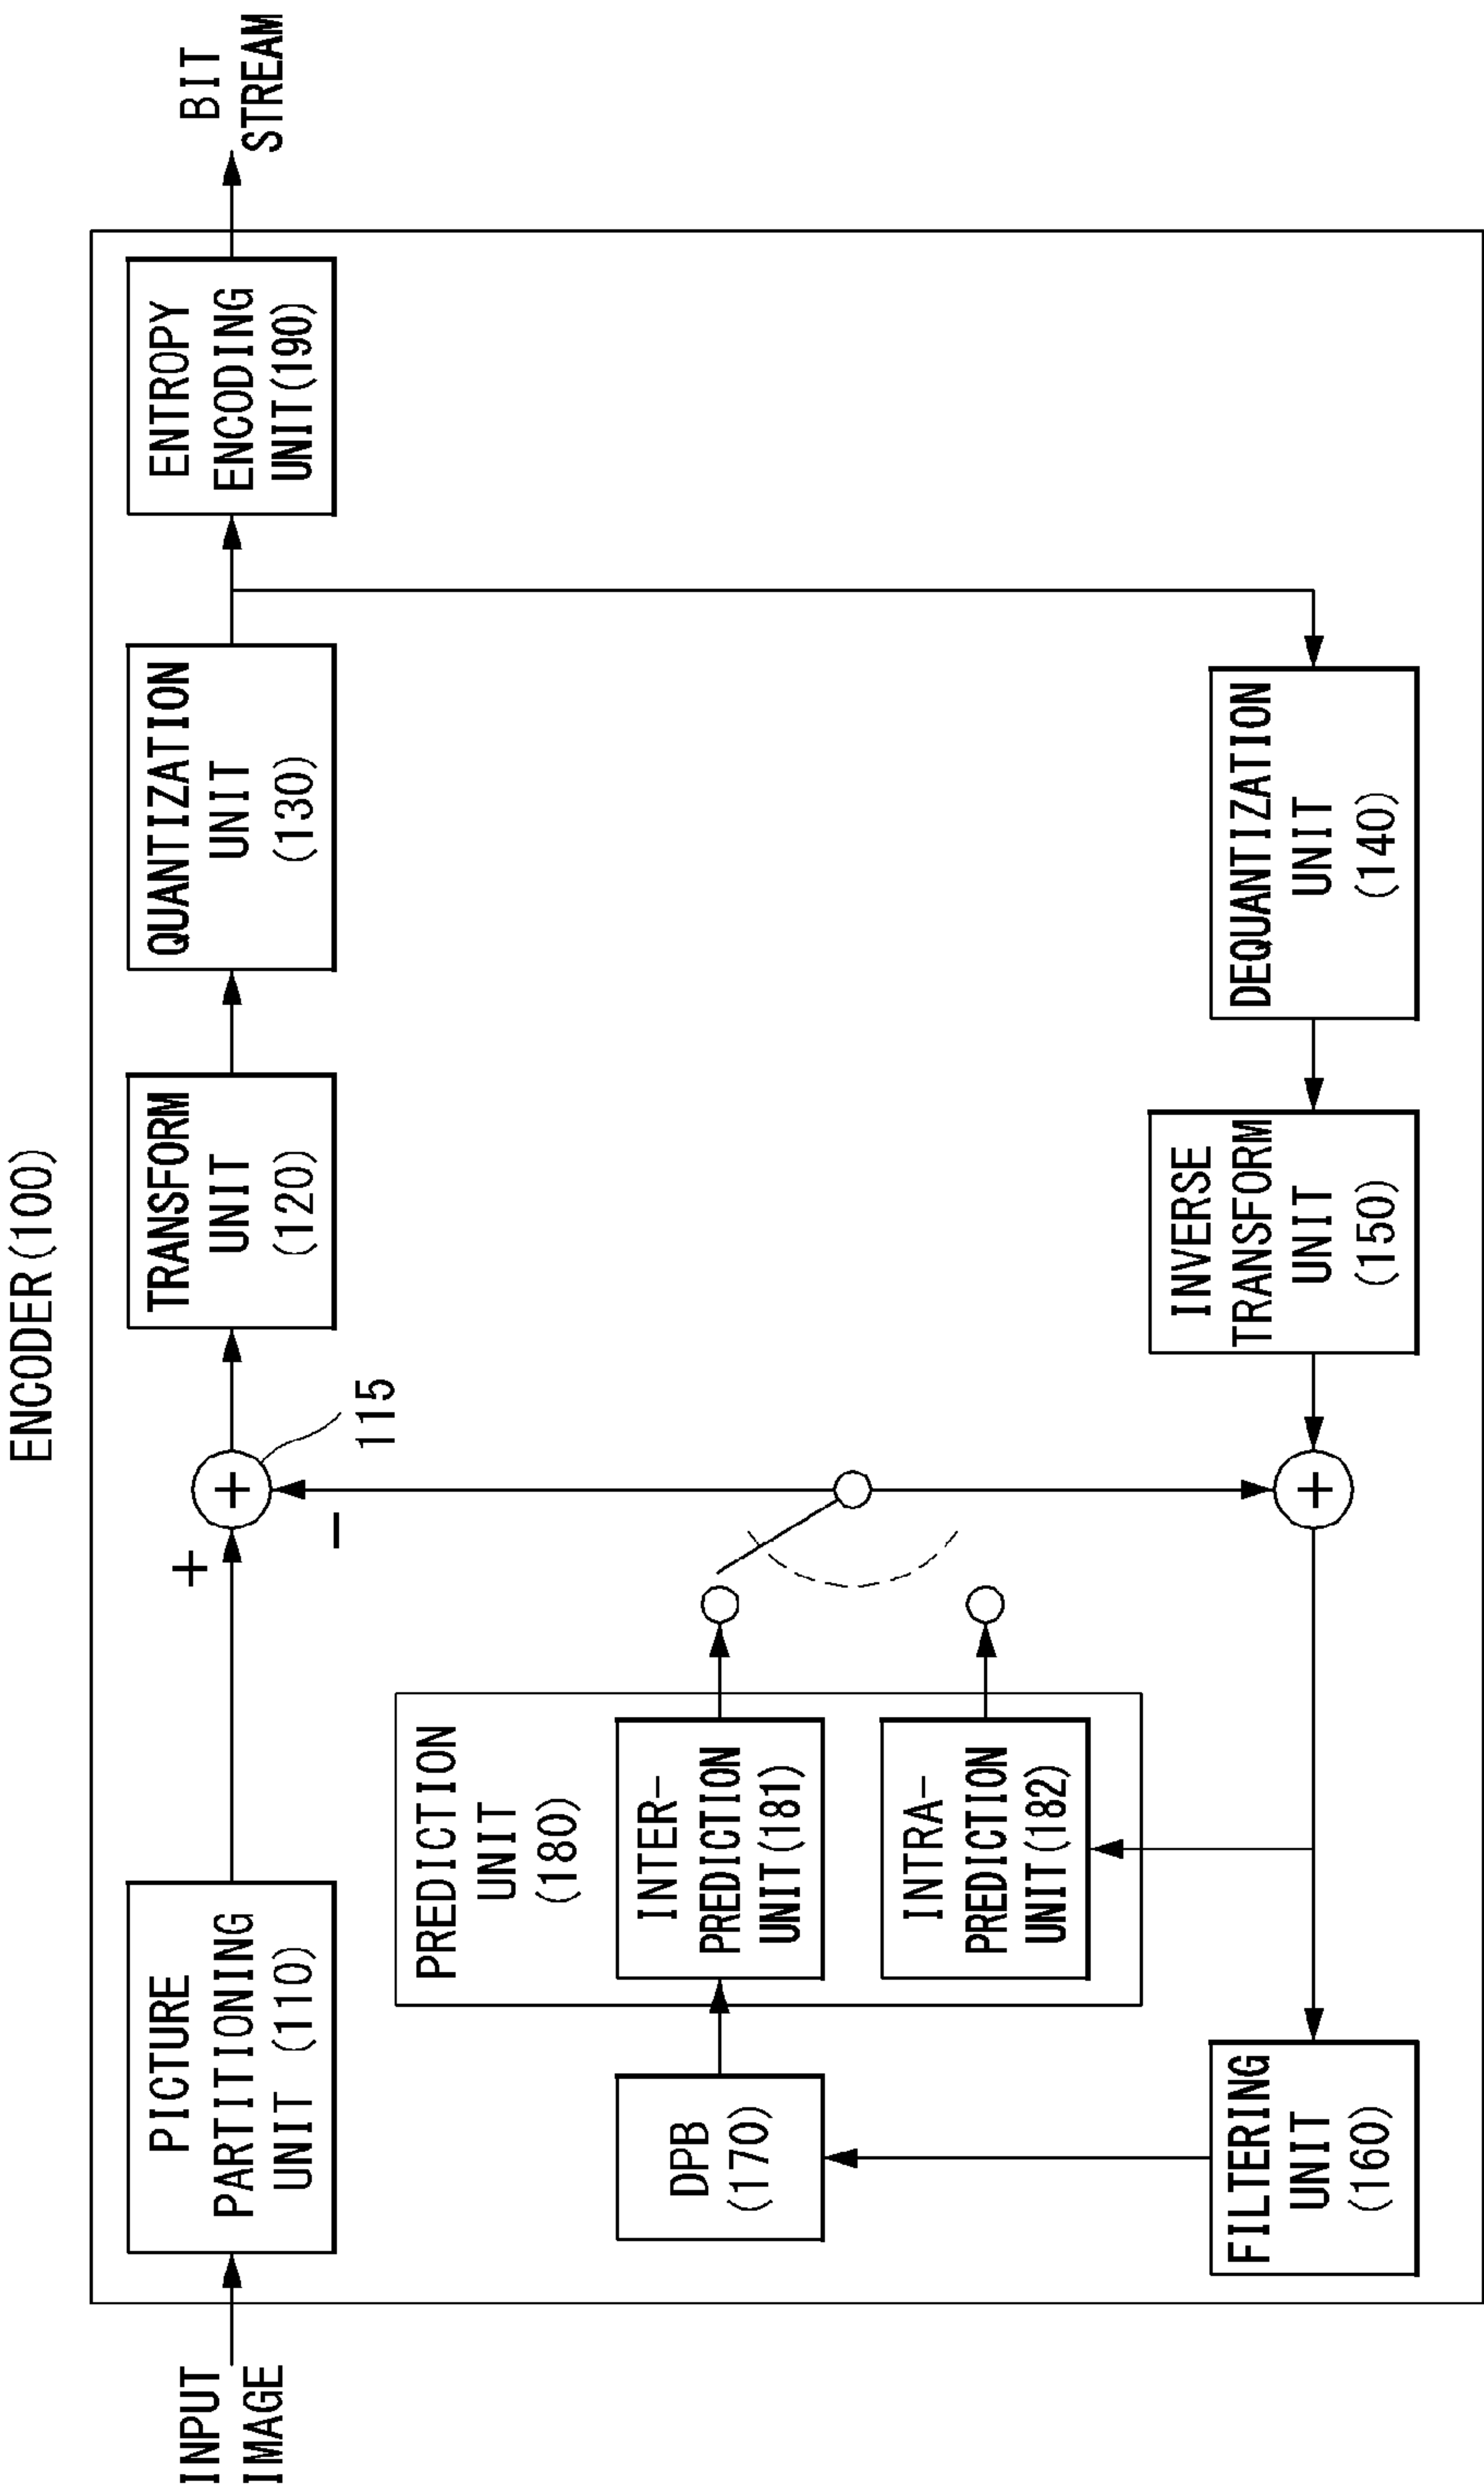 ENCODER(100)
INPUT
IMAGE
PICTURE
PARTITIONING
UNIT (110)
+
−
+
115
TRANSFORM
UNIT
(120)
QUANTIZATION
UNIT
(130)
ENTROPY
ENCODING
UNIT(190)
BIT
STREAM
PREDICTION
UNIT
(180)
DPB
(170)
INTER-
PREDICTION
UNIT(181)
INTRA-
PREDICTION
UNIT(182)
FILTERING
UNIT
(160)
+
INVERSE
TRANSFORM
UNIT
(150)
DEQUANTIZATION
UNIT
(140)